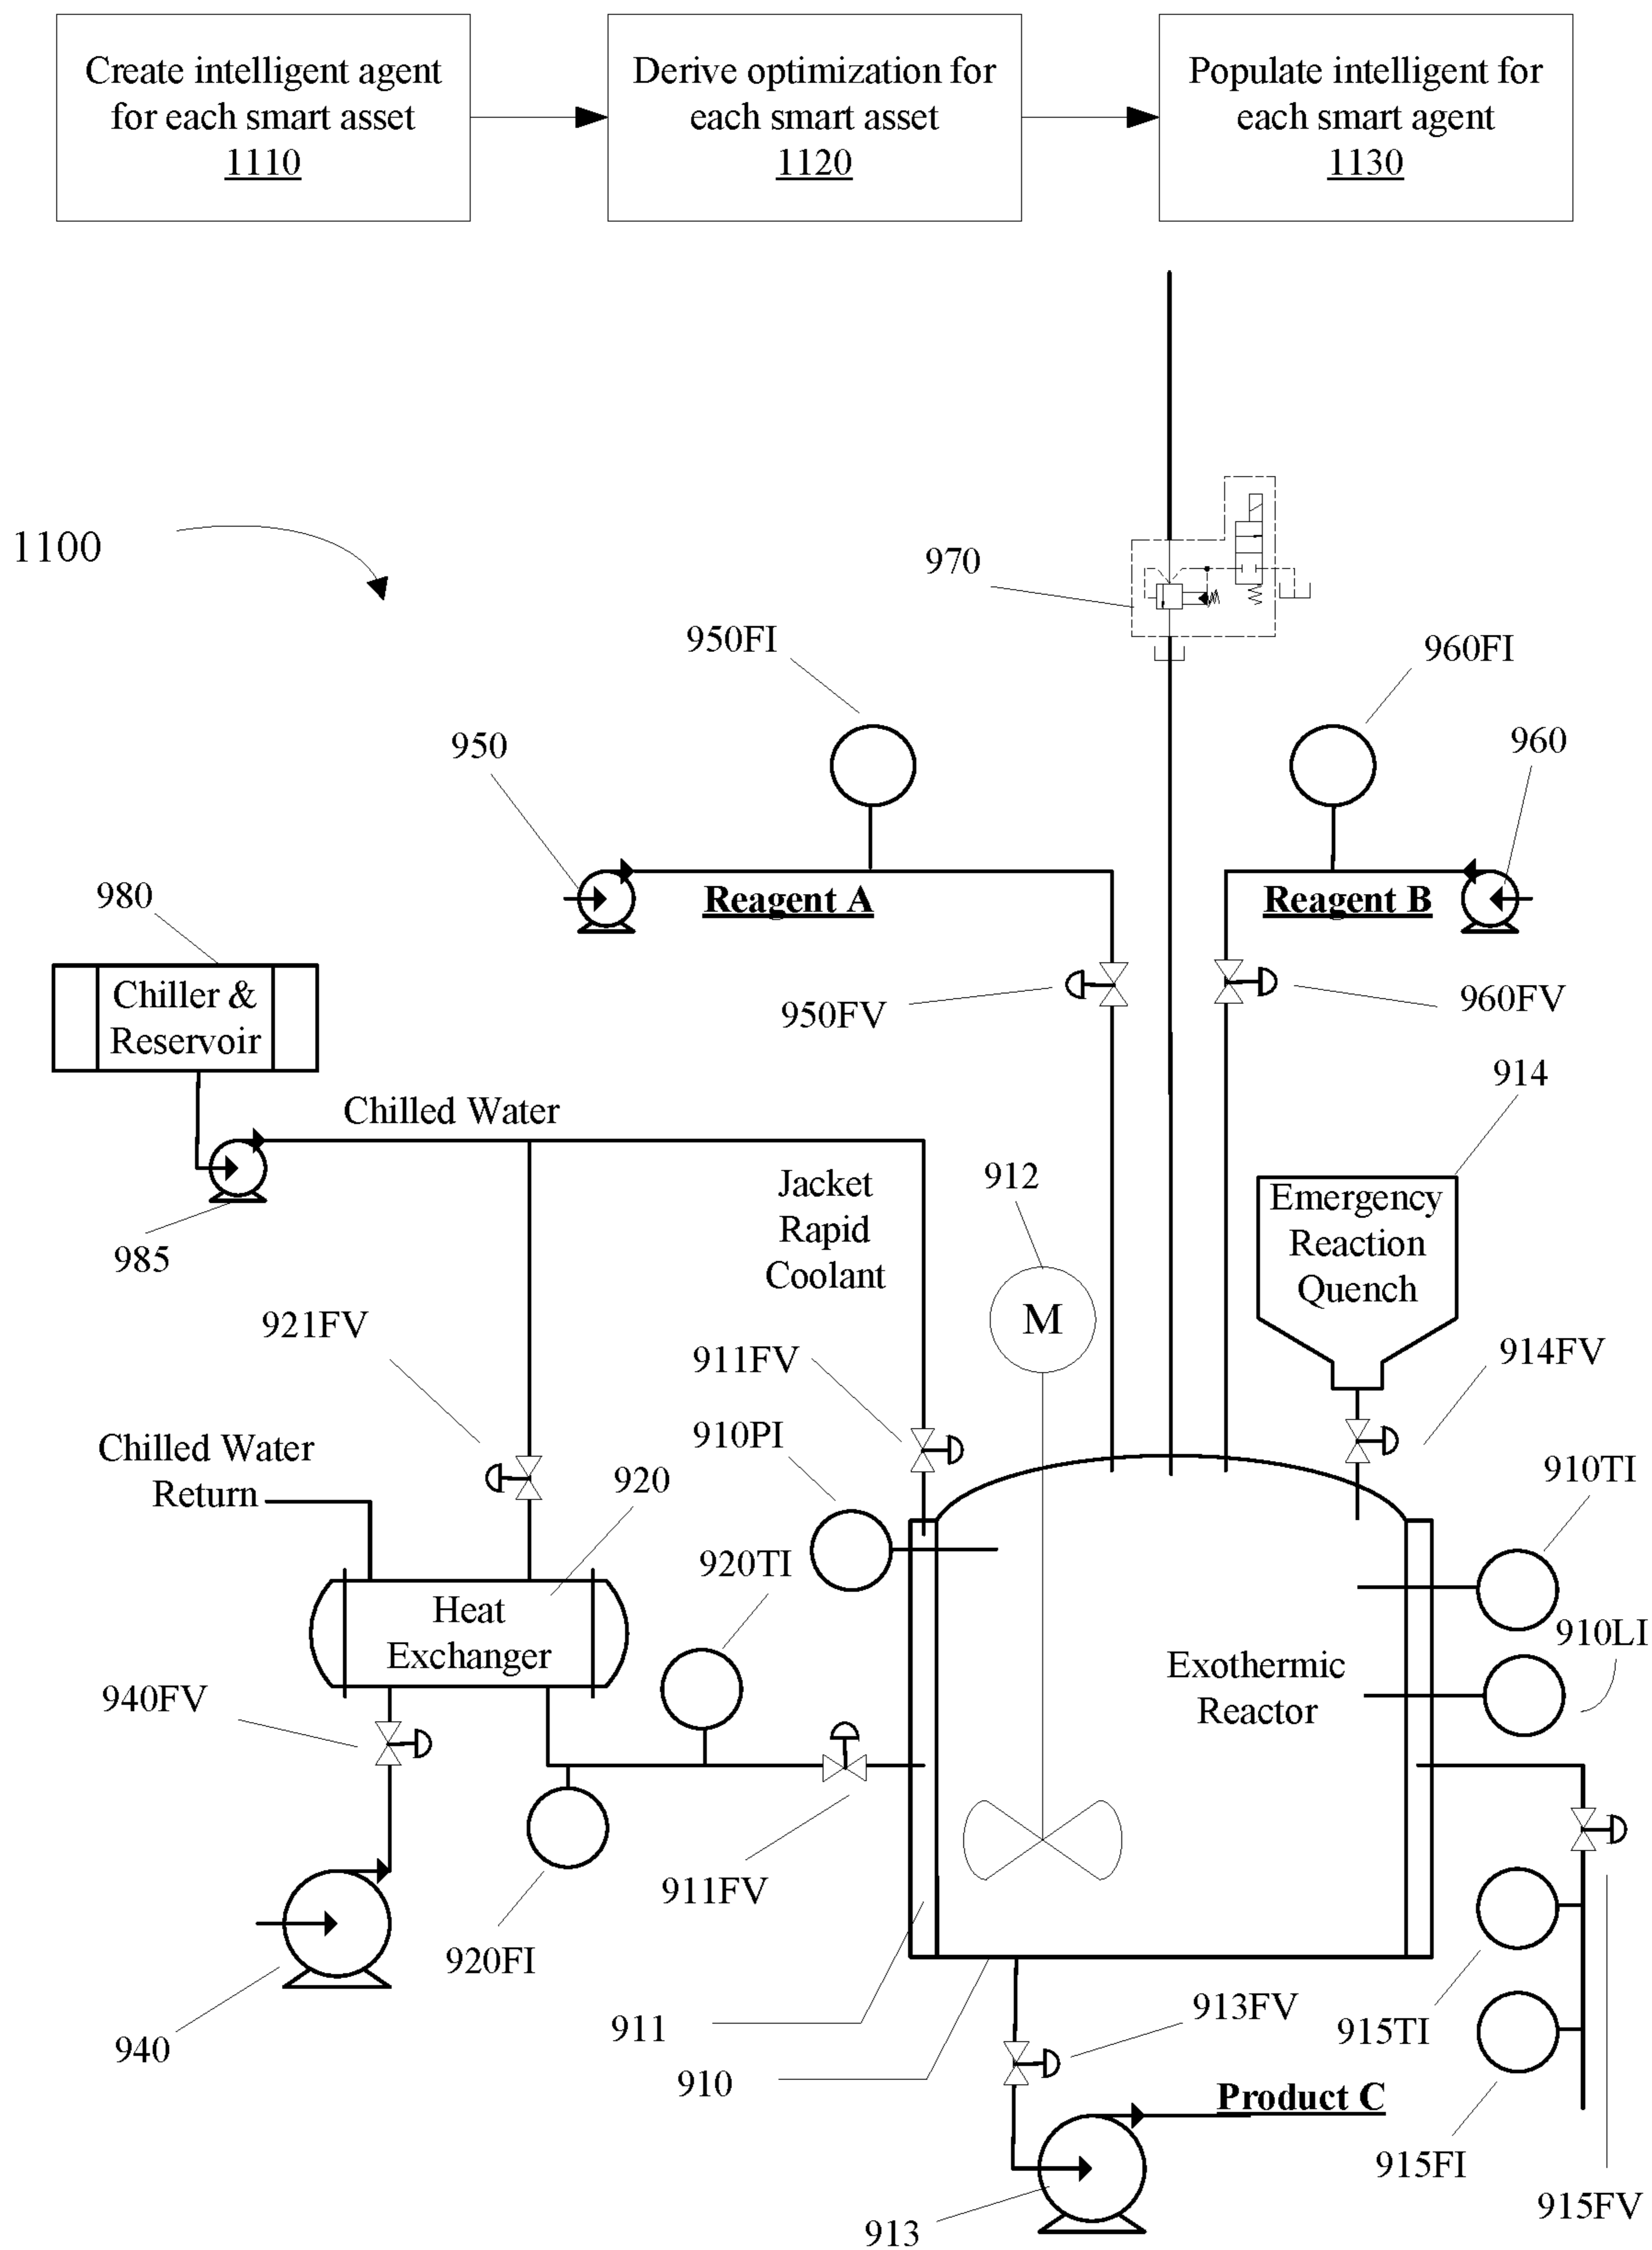 Create intelligent agent
for each smart asset
1110
Derive optimization for
each smart asset
1120
Populate intelligent for
each smart agent
1130
1100
970
950FI
960FI
950
960
Reagent A
Reagent B
980
Chiller &
Reservoir
950FV
960FV
914
Chilled Water
985
Jacket
Rapid
Coolant
912
M
Emergency
Reaction
Quench
921FV
911FV
914FV
910PI
Chilled Water
Return
920
910TI
920TI
Heat
Exchanger
910LI
Exothermic
Reactor
940FV
911FV
920FI
940
911
910
913FV
915TI
Product C
915FI
915FV
913